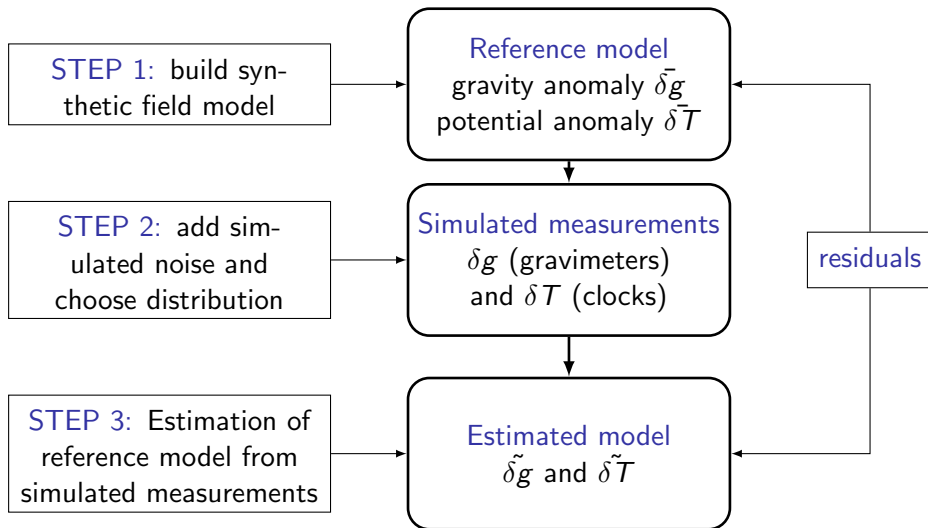 STEP 1: build syn-
thetic field model
Reference model
gravity anomaly δ̄g
potential anomaly δ̄T
STEP 2: add sim-
ulated noise and
choose distribution
Simulated measurements
δg (gravimeters)
and δT (clocks)
residuals
STEP 3: Estimation of
reference model from
simulated measurements
Estimated model
δ̃g and δ̃T